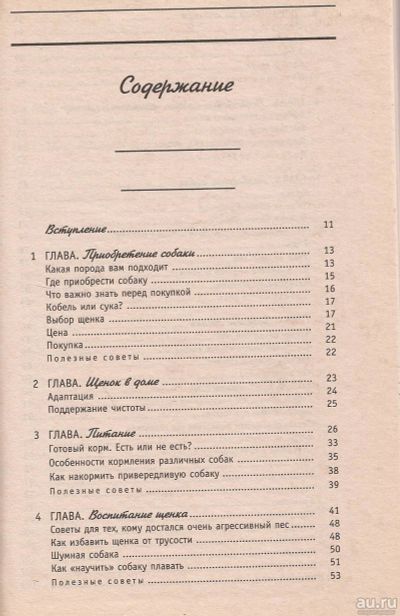 Содержание
Вступление 11
1 ГЛАВА. Приобретение собаки 13
Какая порода вам подходит 13
Где приобрести собаку 15
Что важно знать перед покупкой 16
Кобель или сука? 17
Выбор щенка 17
Цена 21
Покупка 22
Полезные советы 22
2 ГЛАВА. Щенок в доме 23
Адаптация 24
Поддержание чистоты 25
3 ГЛАВА. Питание 26
Готовый корм. Есть или не есть? 33
Особенности кормления различных собак 35
Как накормить привередливую собаку 38
Полезные советы 39
4 ГЛАВА. Воспитание щенка 41
Советы для тех, кому достался очень агрессивный пес 48
Как избавить щенка от трусости 48
Шумная собака 50
Как «научить» собаку плавать 51
Полезные советы 53
au.ru